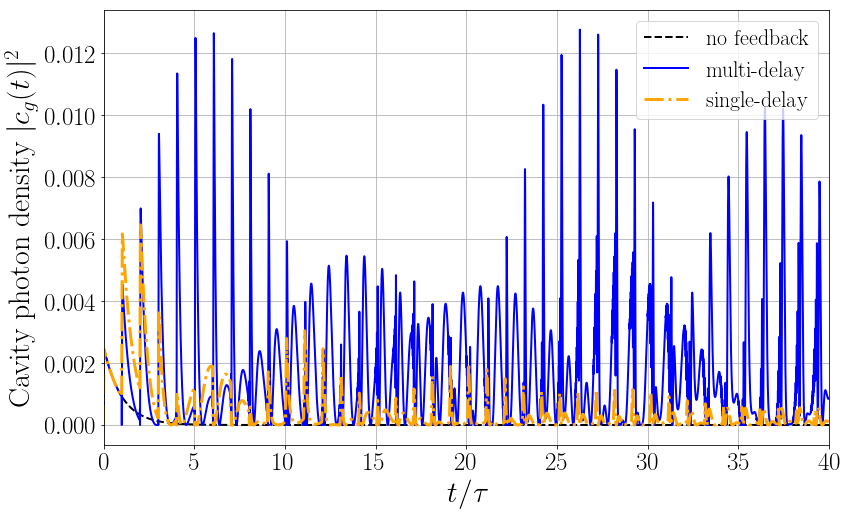 no feedback
multi-delay
single-delay
Cavity photon density |c_g(t)|^2
0.012
0.010
0.008
0.006
0.004
0.002
0.000
0 5 10 15 20 25 30 35 40
t/τ